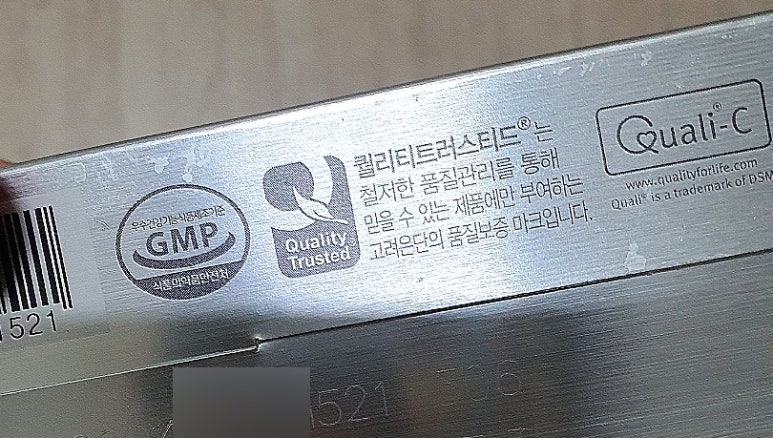 우수건강기능식품제조기준
GMP
식품의약품안전처
Quality
Trusted®
퀄리티트러스티드®는
철저한 품질관리를 통해
믿을 수 있는 제품에만 부여하는
고려은단의 품질보증 마크입니다.
Quali®-C
www.qualityforlife.com
Quali® is a trademark of DSM
1521
1521